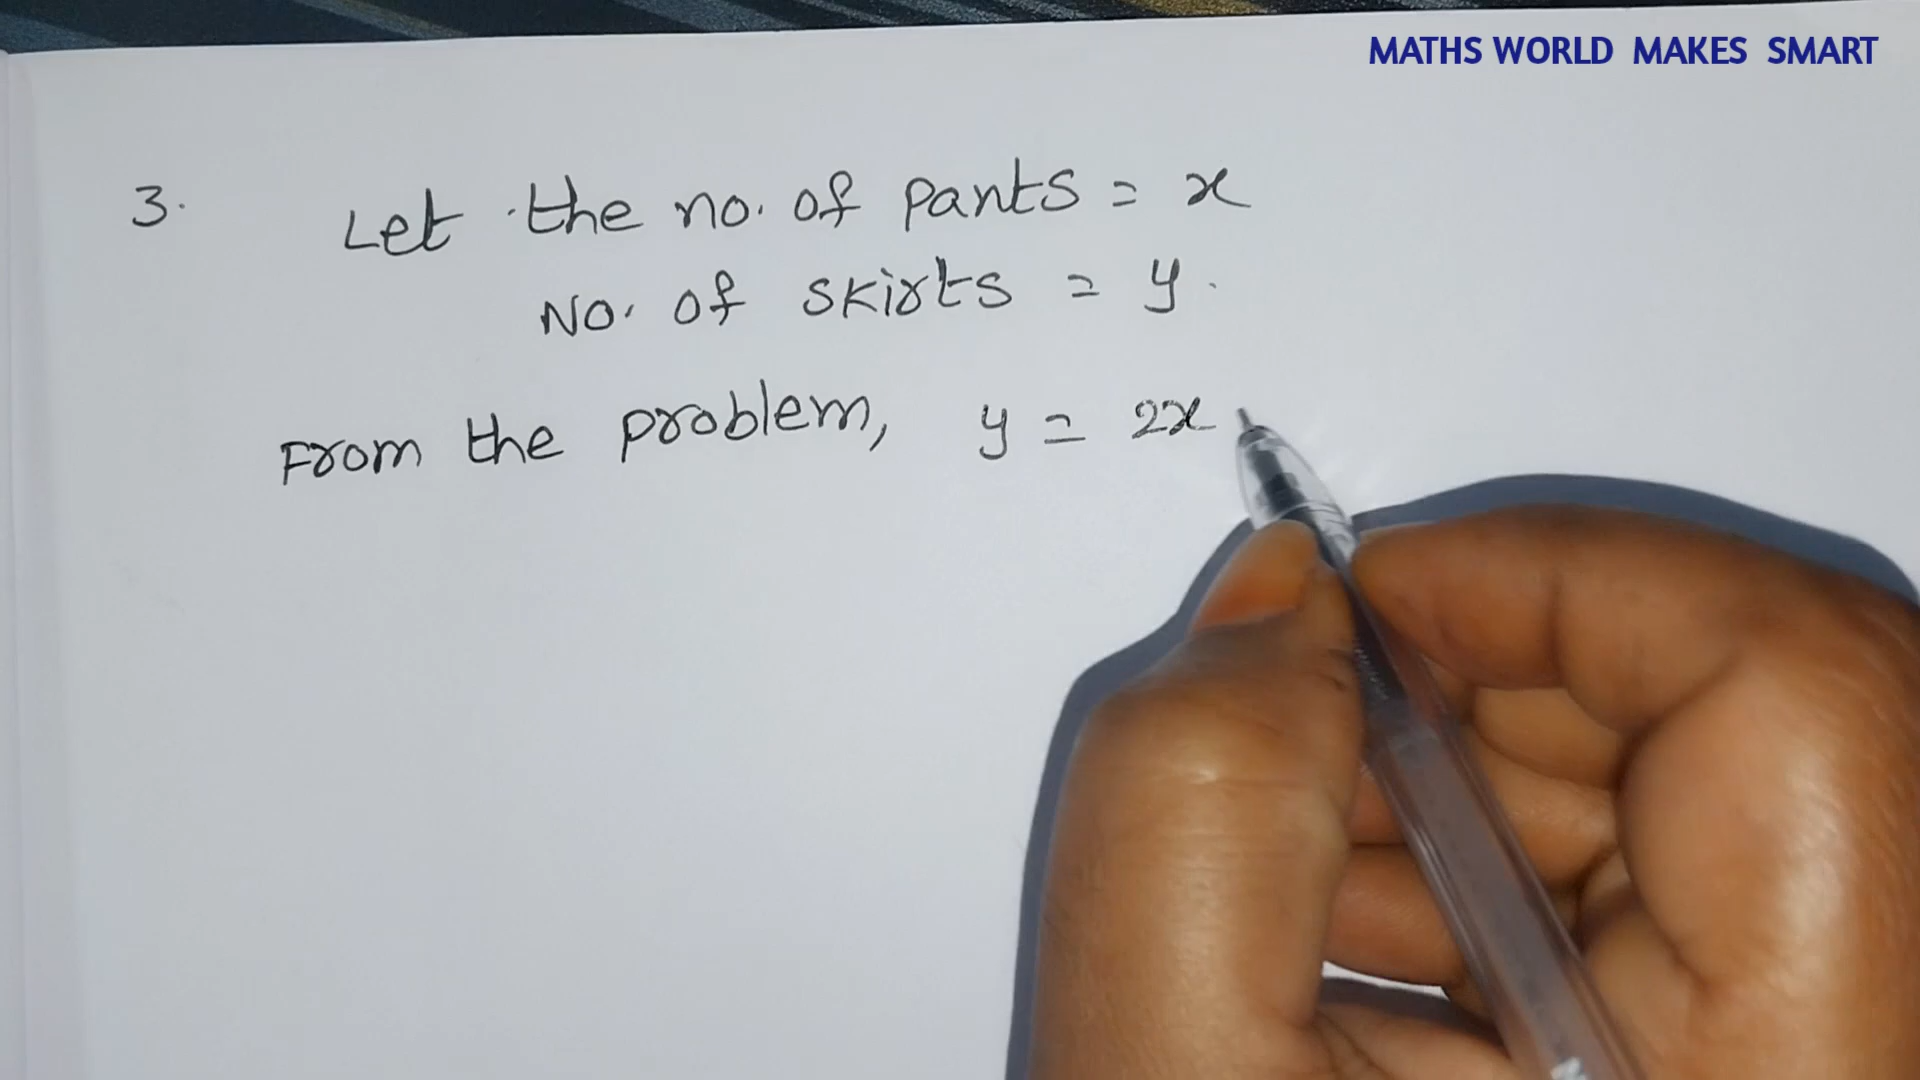 MATHS WORLD MAKES SMART
3. Let the no. of pants = x
No. of skirts = y.
From the problem, y = 2x